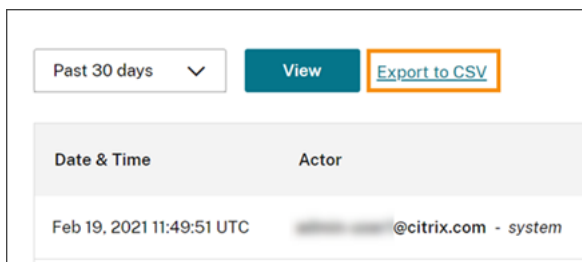 Past 30 days View Export to CSV
Date & Time Actor
Feb 19, 2021 11:49:51 UTC @citrix.com - system